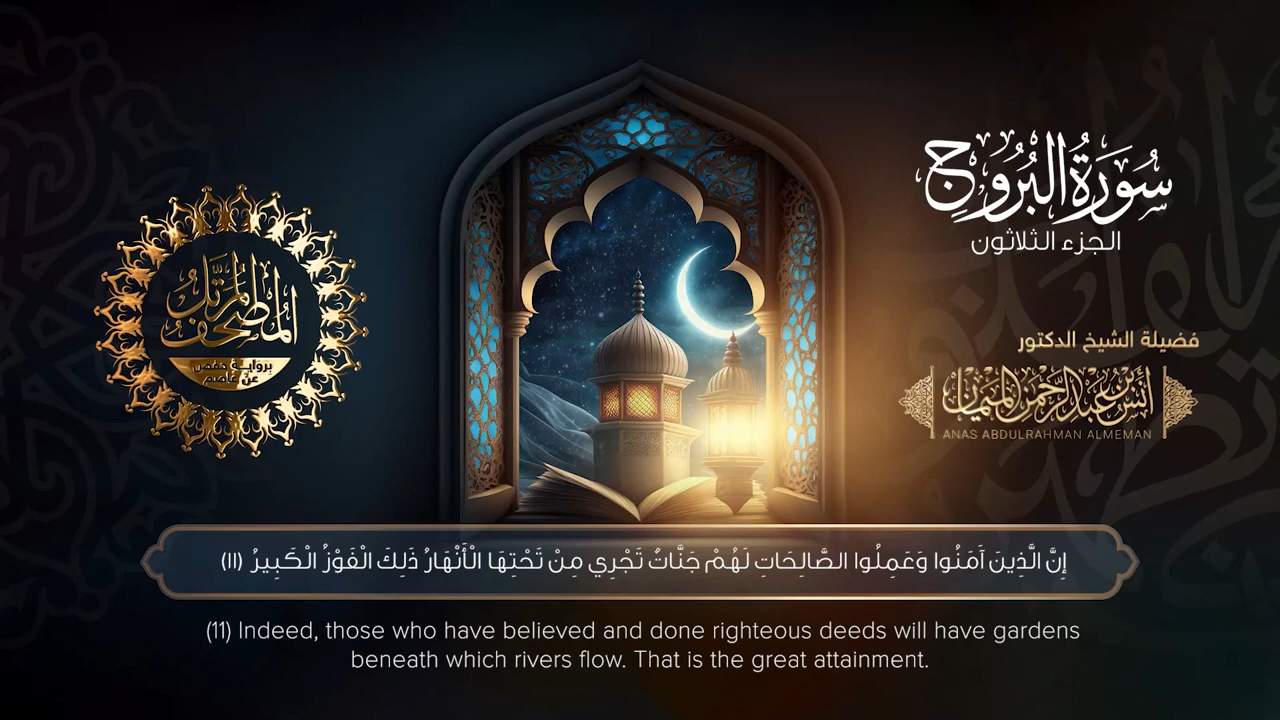 سُورَةُ البُرُوجِ
الجزء الثلاثون
المصحف المرتل
برواية حفص
عن عاصم
فضيلة الشيخ الدكتور
أنس بن عبدالرحمن الميمان
ANAS ABDULRAHMAN ALMEMAN
إِنَّ الَّذِينَ آمَنُوا وَعَمِلُوا الصَّالِحَاتِ لَهُمْ جَنَّاتٌ تَجْرِي مِنْ تَحْتِهَا الْأَنْهَارُ ذَلِكَ الْفَوْزُ الْكَبِيرُ (١١)
(11) Indeed, those who have believed and done righteous deeds will have gardens
beneath which rivers flow. That is the great attainment.